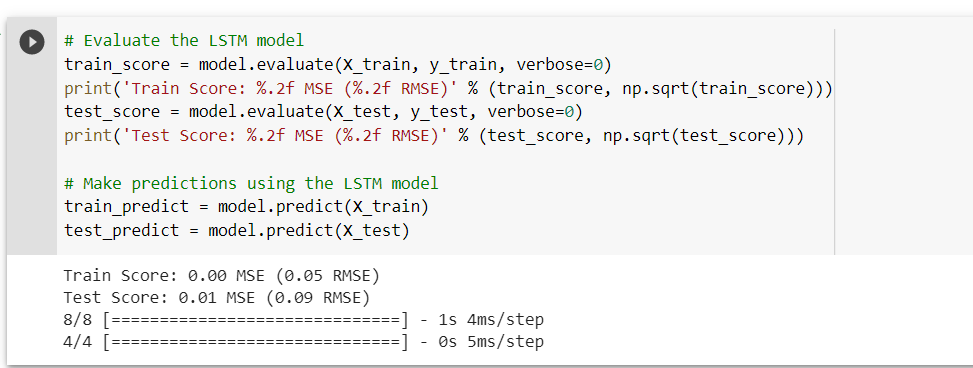 # Evaluate the LSTM model
train_score = model.evaluate(X_train, y_train, verbose=0)
print('Train Score: %.2f MSE (%.2f RMSE)' % (train_score, np.sqrt(train_score)))
test_score = model.evaluate(X_test, y_test, verbose=0)
print('Test Score: %.2f MSE (%.2f RMSE)' % (test_score, np.sqrt(test_score)))
# Make predictions using the LSTM model
train_predict = model.predict(X_train)
test_predict = model.predict(X_test)
Train Score: 0.00 MSE (0.05 RMSE)
Test Score: 0.01 MSE (0.09 RMSE)
8/8 [==============================] - 1s 4ms/step
4/4 [==============================] - 0s 5ms/step